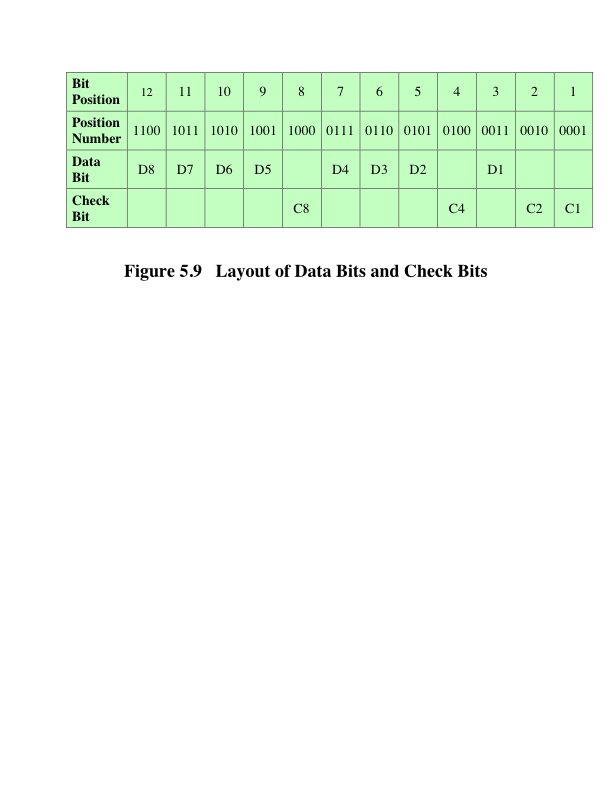 Bit Position 12 11 10 9 8 7 6 5 4 3 2 1
Position Number 1100 1011 1010 1001 1000 0111 0110 0101 0100 0011 0010 0001
Data Bit D8 D7 D6 D5 D4 D3 D2 D1
Check Bit C8 C4 C2 C1
Figure 5.9 Layout of Data Bits and Check Bits